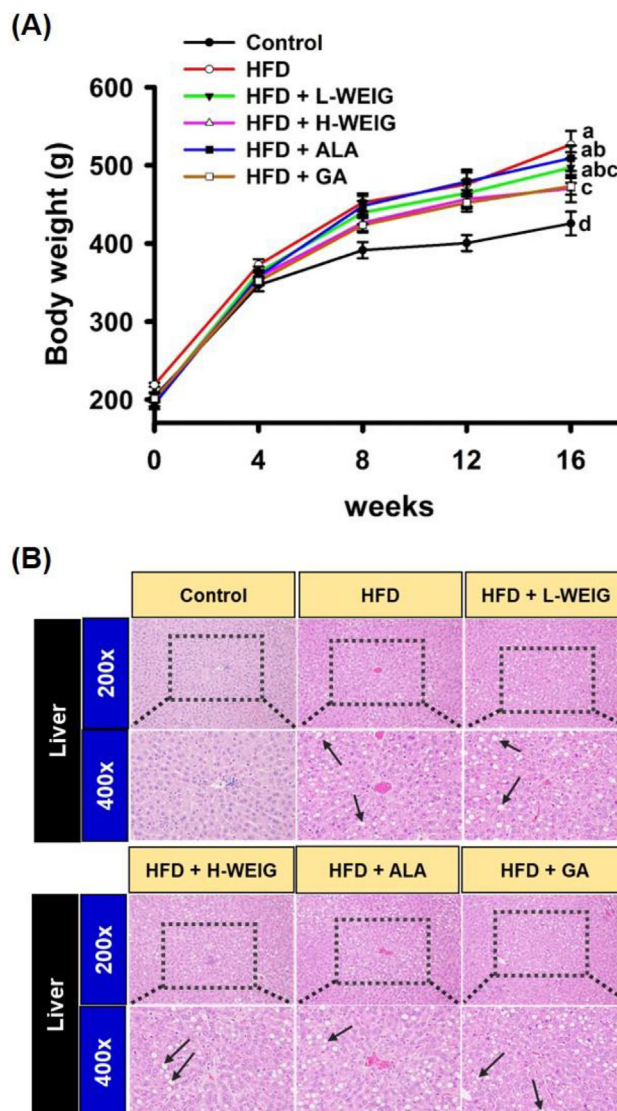 (A)
Control
HFD
HFD + L-WEIG
HFD + H-WEIG
HFD + ALA
HFD + GA
600
500
400
300
200
Body weight (g)
a
ab
abc
c
d
0 4 8 12 16
weeks
(B)
Control HFD HFD + L-WEIG
Liver
200x
400x
HFD + H-WEIG HFD + ALA HFD + GA
Liver
200x
400x